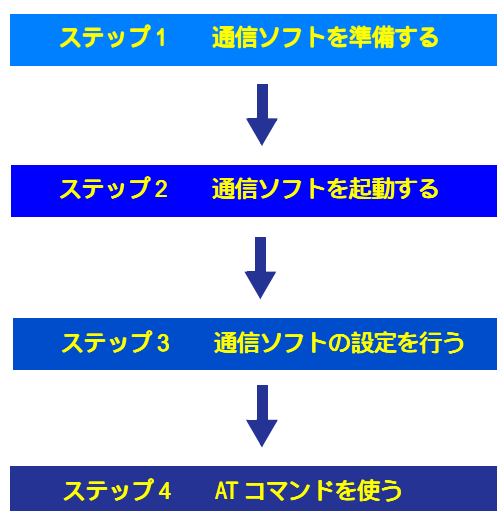 ステップ1　通信ソフトを準備する
ステップ2　通信ソフトを起動する
ステップ3　通信ソフトの設定を行う
ステップ4　ATコマンドを使う